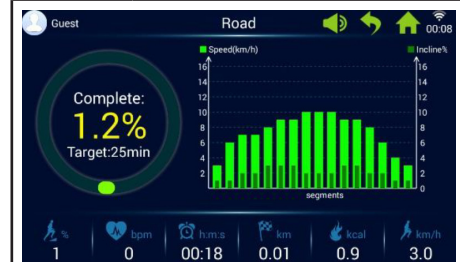 Guest
Road
00:08
Complete:
1.2%
Target:25min
Speed(km/h)
Incline%
16
14
12
10
8
6
4
2
16
14
12
10
8
6
4
2
0
segments
%
bpm
h:m:s
km
kcal
km/h
1
0
00:18
0.01
0.9
3.0